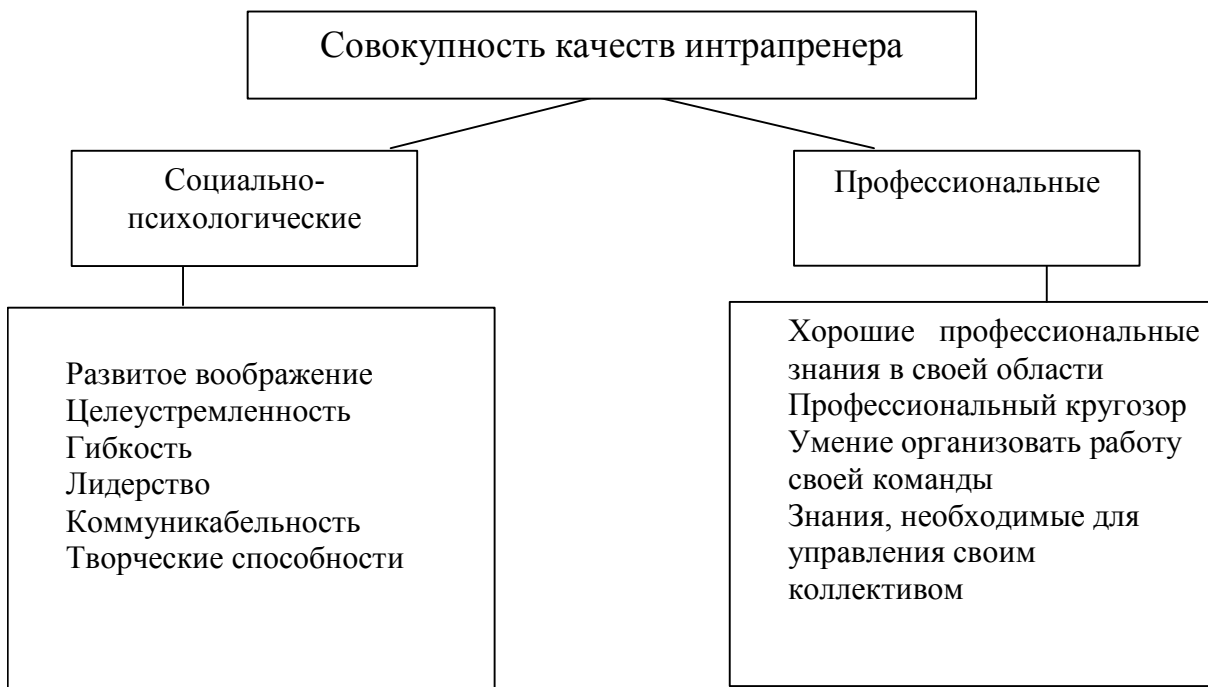 Совокупность качеств интрапренера
Социально-
психологические
Профессиональные
Развитое воображение
Целеустремленность
Гибкость
Лидерство
Коммуникабельность
Творческие способности
Хорошие профессиональные
знания в своей области
Профессиональный кругозор
Умение организовать работу
своей команды
Знания, необходимые для
управления своим
коллективом